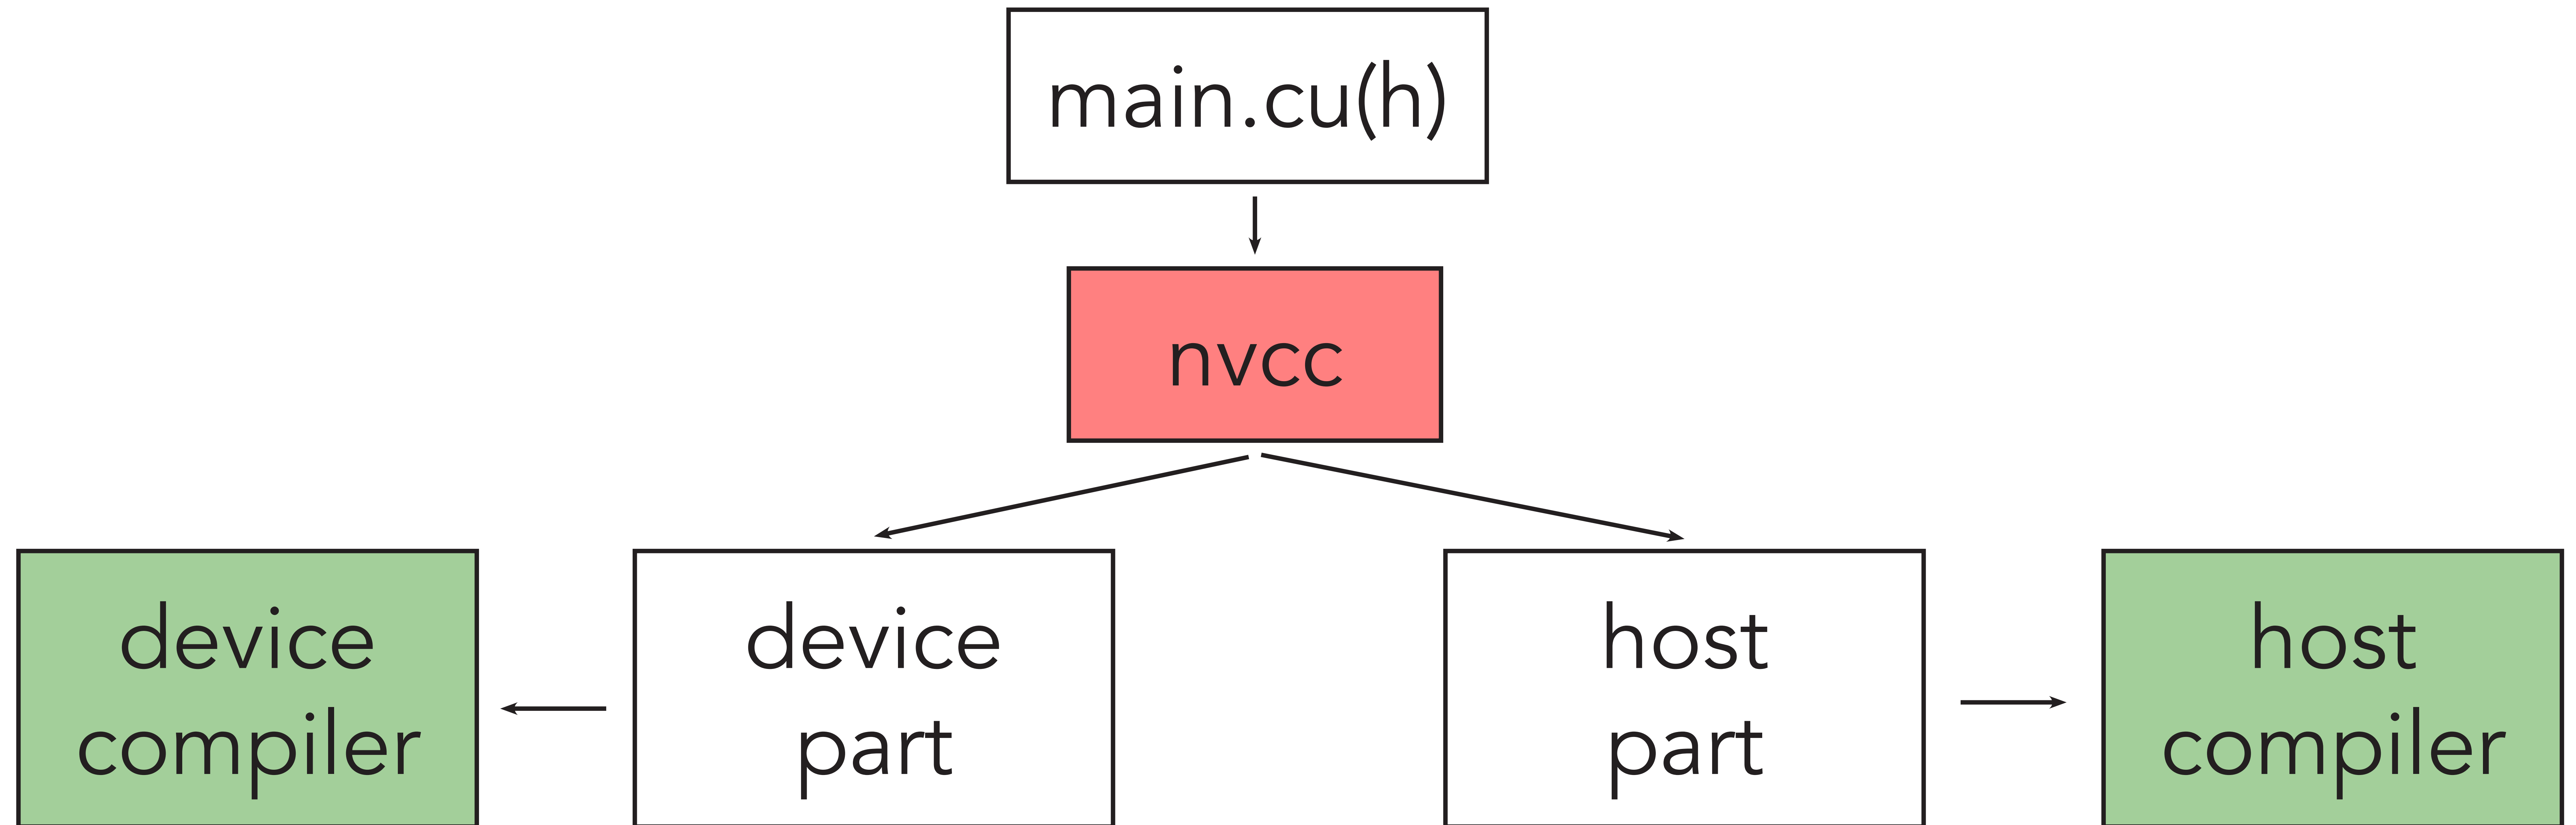 main.cu(h)
nvcc
device
compiler
device
part
host
part
host
compiler